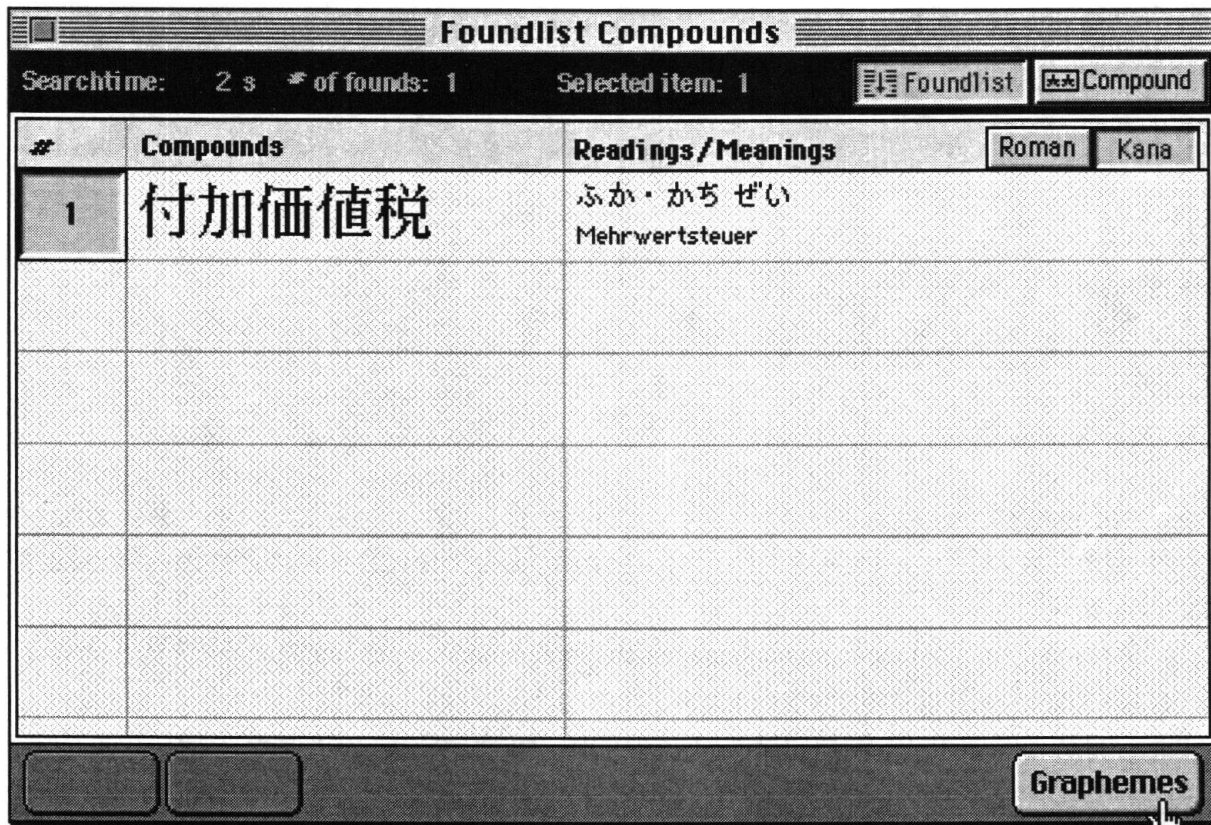 Foundlist Compounds
Searchtime: 2 s # of founds: 1 Selected item: 1 Foundlist Compound
# Compounds Readings/Meanings Roman Kana
1 付加価値税 ふか・かち ぜい
Mehrwertsteuer
Graphemes